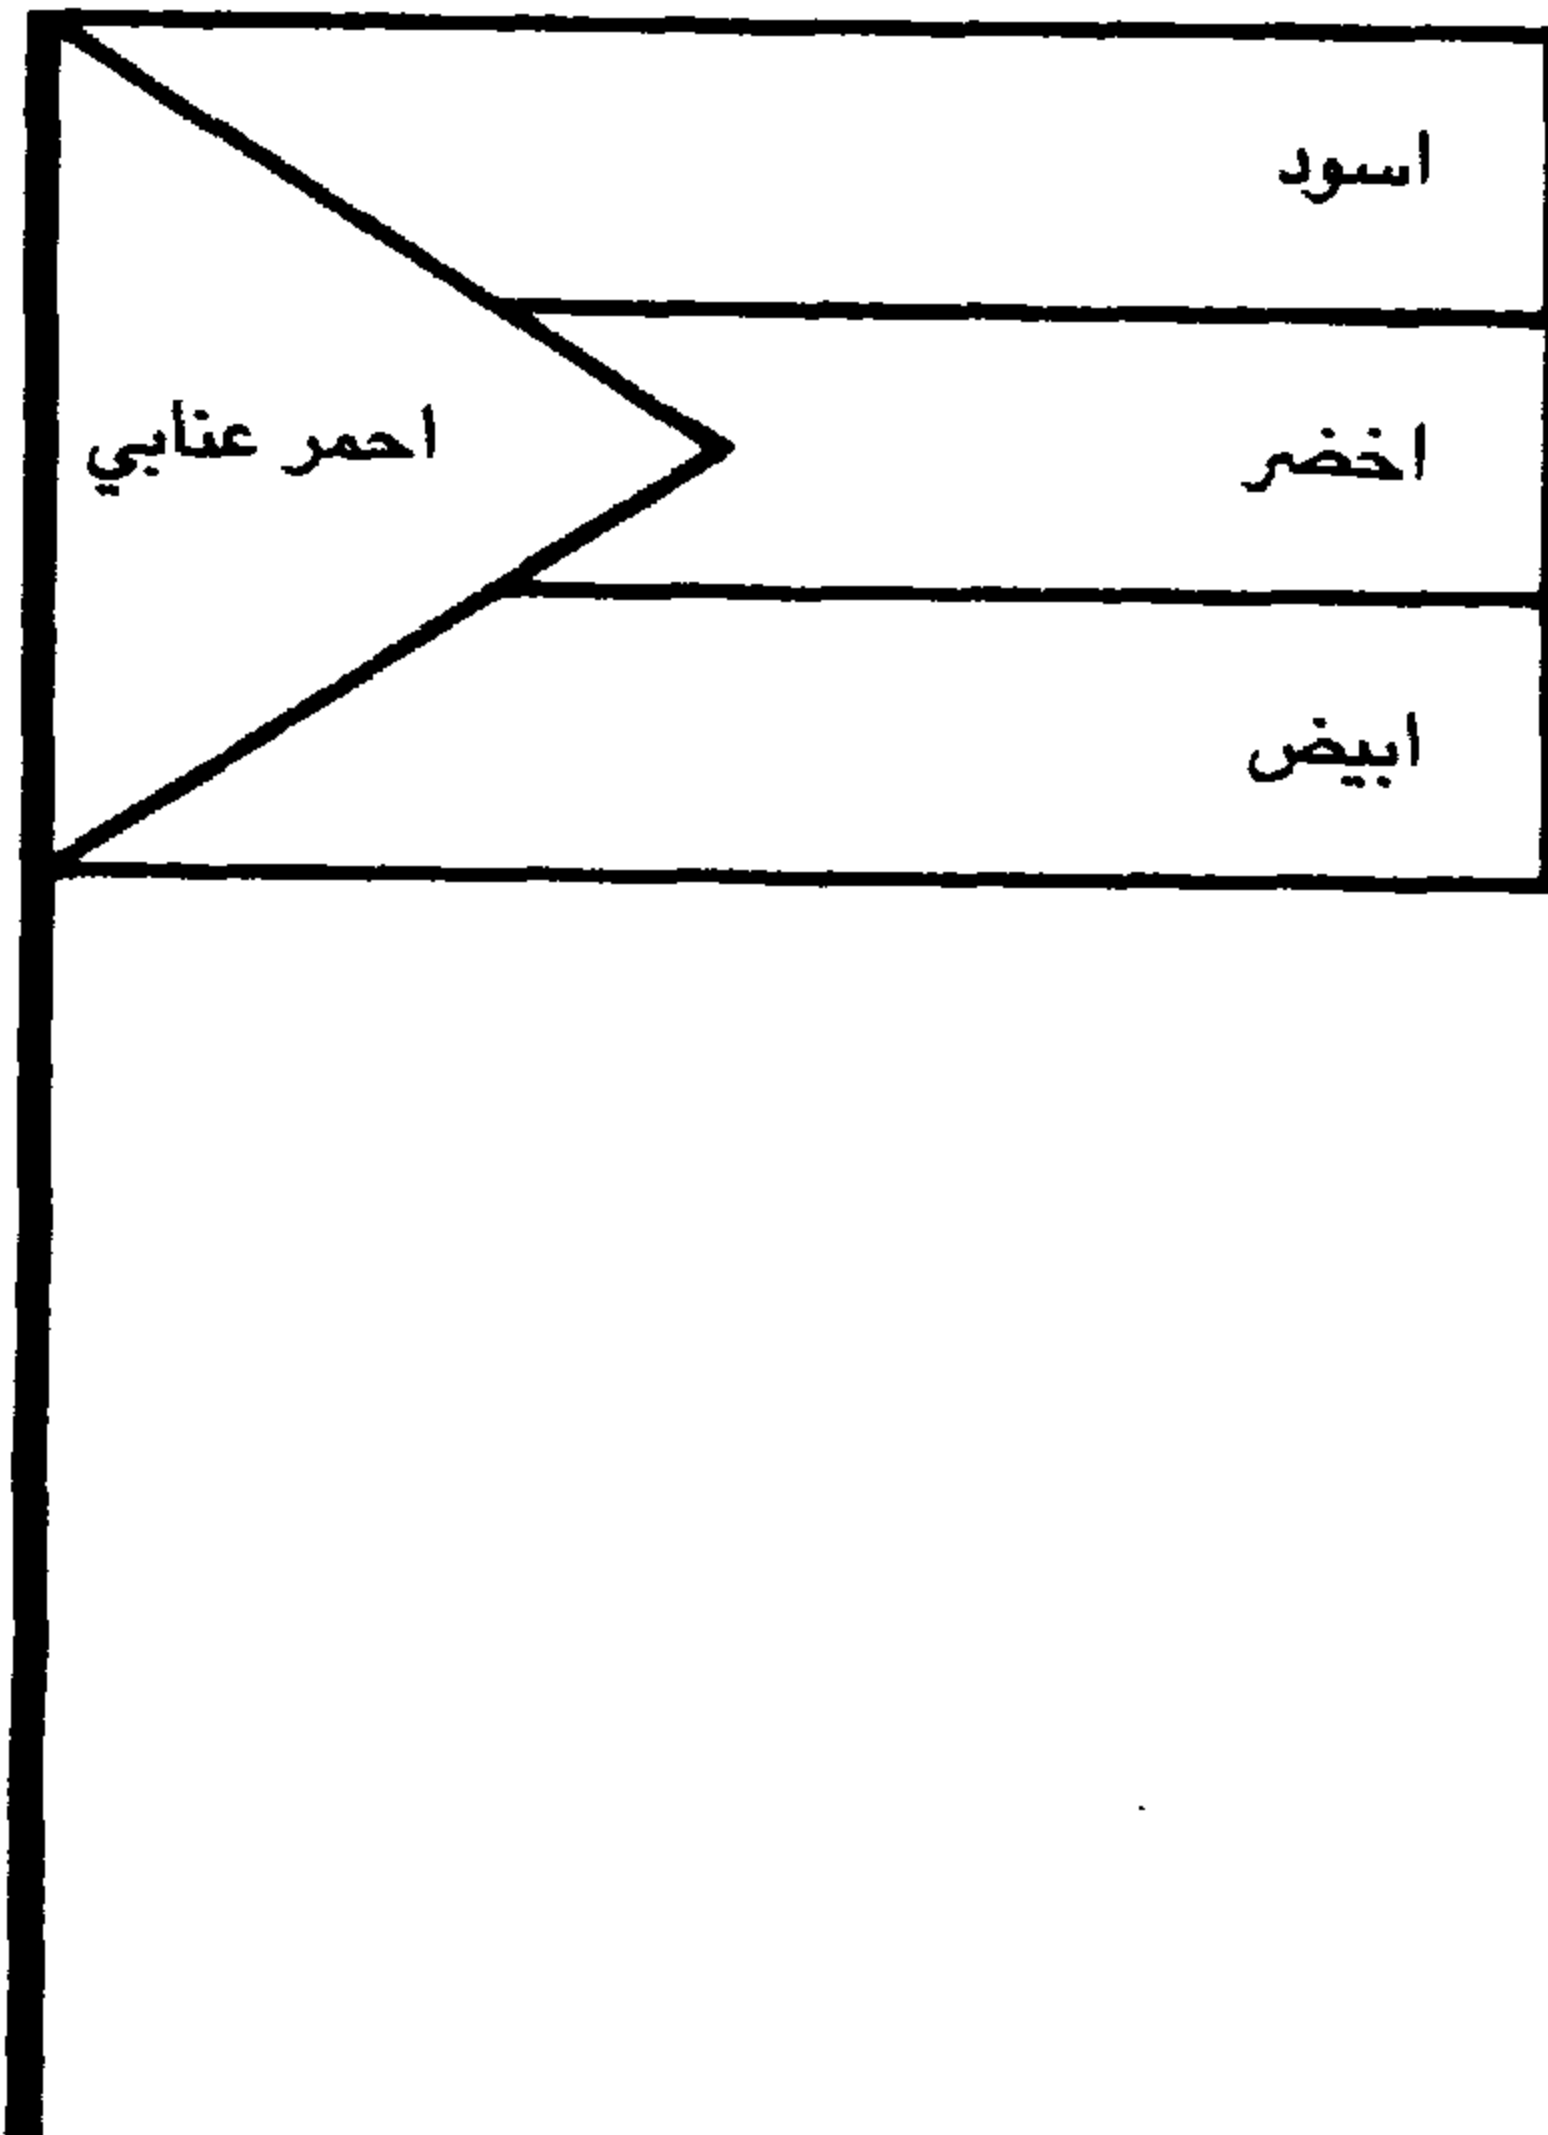 اسود
احمر عنابي
اخضر
ابيض